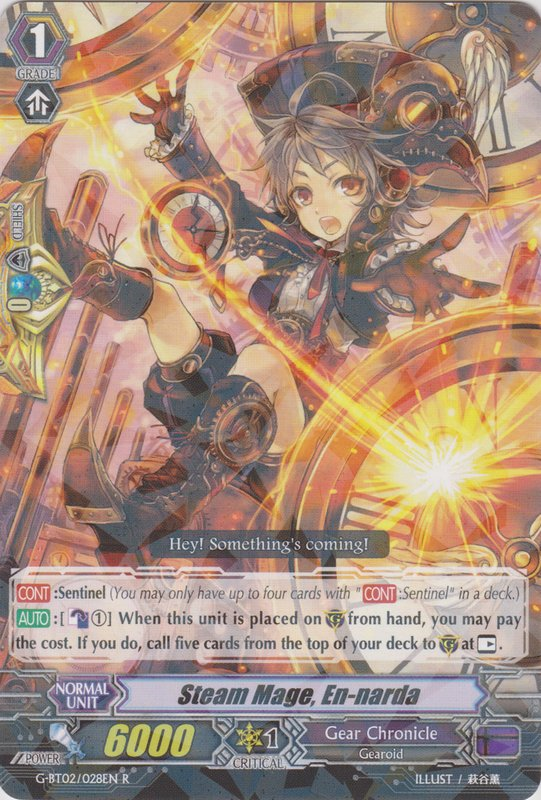 1
GRADE
SHIELD
0
Hey! Something's coming!
CONT :Sentinel (You may only have up to four cards with "CONT :Sentinel" in a deck.)
AUTO :[ ①] When this unit is placed on G from hand, you may pay
the cost. If you do, call five cards from the top of your deck to G at .
NORMAL
UNIT
Steam Mage, En-narda
POWER
6000
1
CRITICAL
Gear Chronicle
Gearoid
G-BT02/028EN R
ILLUST / 萩谷薫